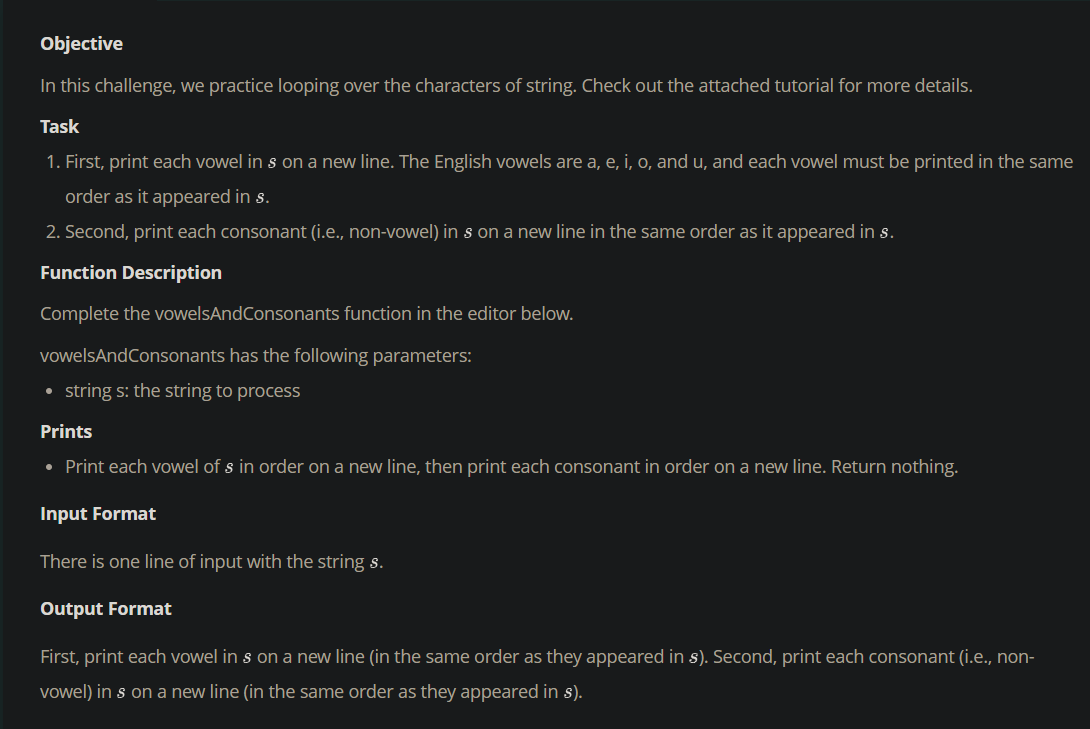 Objective
In this challenge, we practice looping over the characters of string. Check out the attached tutorial for more details.
Task
1. First, print each vowel in s on a new line. The English vowels are a, e, i, o, and u, and each vowel must be printed in the same
order as it appeared in s.
2. Second, print each consonant (i.e., non-vowel) in s on a new line in the same order as it appeared in s.
Function Description
Complete the vowelsAndConsonants function in the editor below.
vowelsAndConsonants has the following parameters:
• string s: the string to process
Prints
• Print each vowel of s in order on a new line, then print each consonant in order on a new line. Return nothing.
Input Format
There is one line of input with the string s.
Output Format
First, print each vowel in s on a new line (in the same order as they appeared in s). Second, print each consonant (i.e., non-
vowel) in s on a new line (in the same order as they appeared in s).